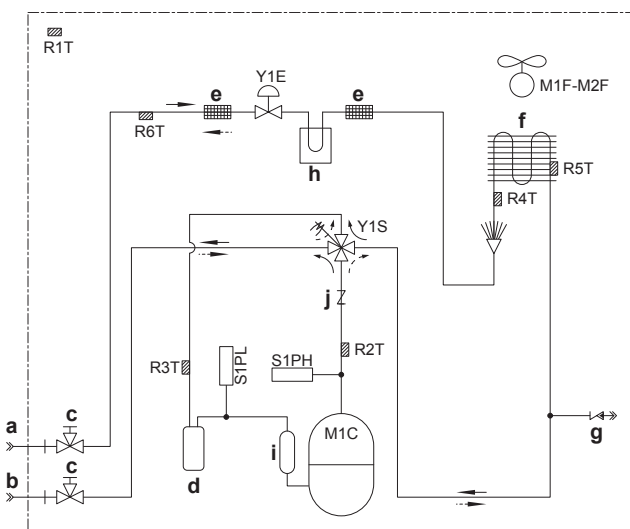 R1T
Y1E
M1F-M2F
e
e
f
R6T
h
R5T
R4T
Y1S
j
R2T
S1PL
S1PH
R3T
a
c
g
M1C
i
d
b
c